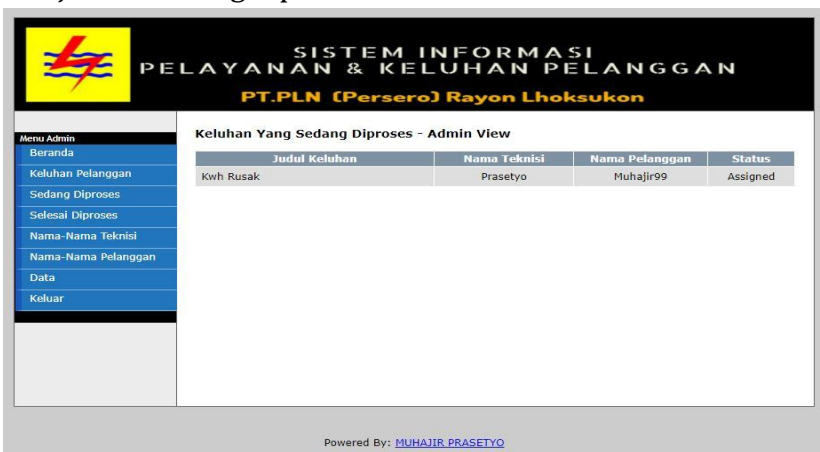 SISTEM INFORMASI
PELAYANAN & KELUHAN PELANGGAN
PT.PLN (Persero) Rayon Lhoksukon
Menu Admin
Beranda
Keluhan Pelanggan
Sedang Diproses
Selesai Diproses
Nama-Nama Teknisi
Nama-Nama Pelanggan
Data
Keluar
Keluhan Yang Sedang Diproses - Admin View
Judul Keluhan Nama Teknisi Nama Pelanggan Status
Kwh Rusak Prasetyo Muhajir99 Assigned
Powered By: MUHAJIR PRASETYO